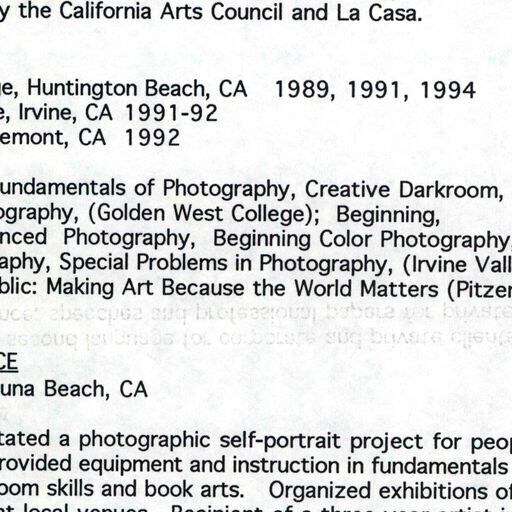 y the California Arts Council and La Casa.
ge, Huntington Beach, CA 1989, 1991, 1994
e, Irvine, CA 1991-92
emont, CA 1992
undamentals of Photography, Creative Darkroom,
ography, (Golden West College); Beginning,
nced Photography, Beginning Color Photography,
aphy, Special Problems in Photography, (Irvine Vall
blic: Making Art Because the World Matters (Pitzer
CE
una Beach, CA
tated a photographic self-portrait project for peop
rovided equipment and instruction in fundamentals
oom skills and book arts. Organized exhibitions of